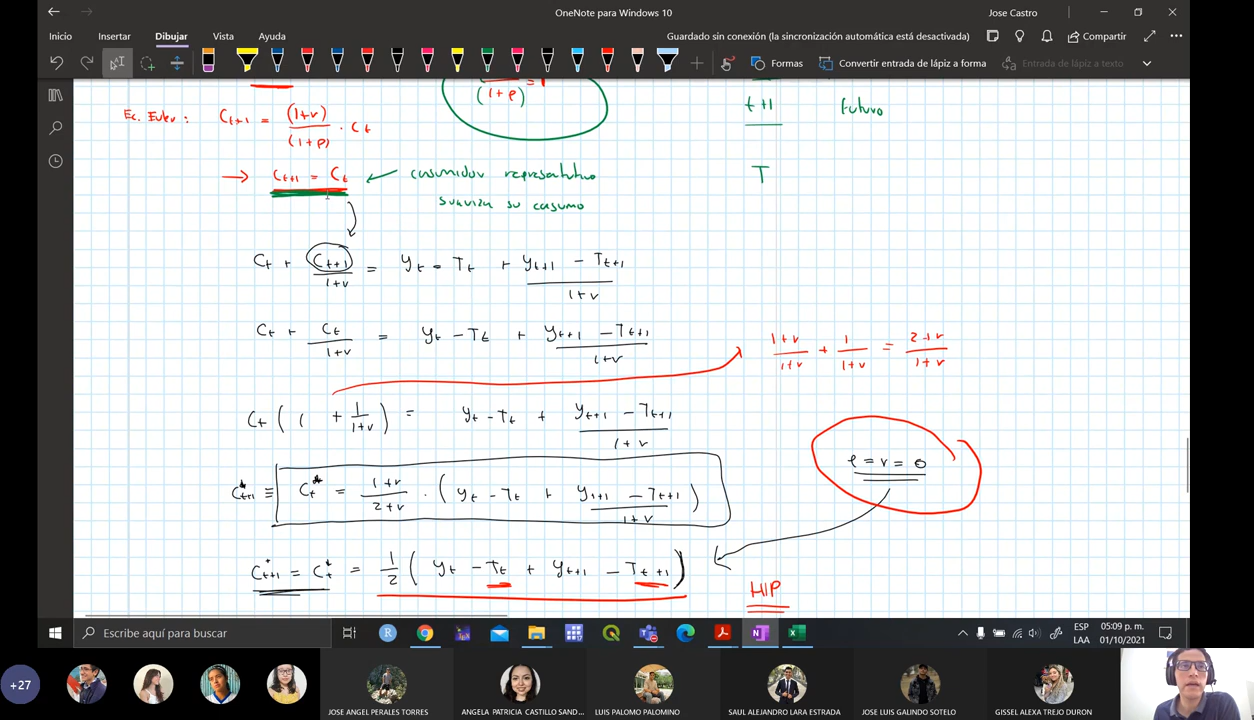 OneNote para Windows 10
Jose Castro
Inicio Insertar Dibujar Vista Ayuda
Guardado sin conexión (la sincronización automática está desactivada)
Compartir
Formas
Convertir entrada de lápiz a forma
Entrada de lápiz a texto
(1+ρ) = 1
t+1 futuro
Ec. Euler: Ct+1 = (1+r)/(1+ρ) · Ct
→ Ct+1 = Ct ← consumidor representativo
suaviza su consumo
T
Ct + Ct+1/1+r = yt - Tt + yt+1 - Tt+1/1+r
Ct + Ct/1+r = yt - Tt + yt+1 - Tt+1/1+r
1+r/1+r + 1/1+r = 2+r/1+r
Ct ( 1 + 1/1+r ) = yt - Tt + yt+1 - Tt+1/1+r
ρ = r = 0
C*t+1 ≡ C*t = 1+r/2+r · ( yt - Tt + yt+1 - Tt+1/1+r )
C*t+1 = C*t = 1/2 ( yt - Tt + yt+1 - Tt+1 )
HIP
Escribe aquí para buscar
ESP
LAA
05:09 p. m.
01/10/2021
+27
JOSE ANGEL PERALES TORRES
ANGELA PATRICIA CASTILLO SAND...
LUIS PALOMO PALOMINO
SAUL ALEJANDRO LARA ESTRADA
JOSE LUIS GALINDO SOTELO
GISSEL ALEXA TREJO DURON